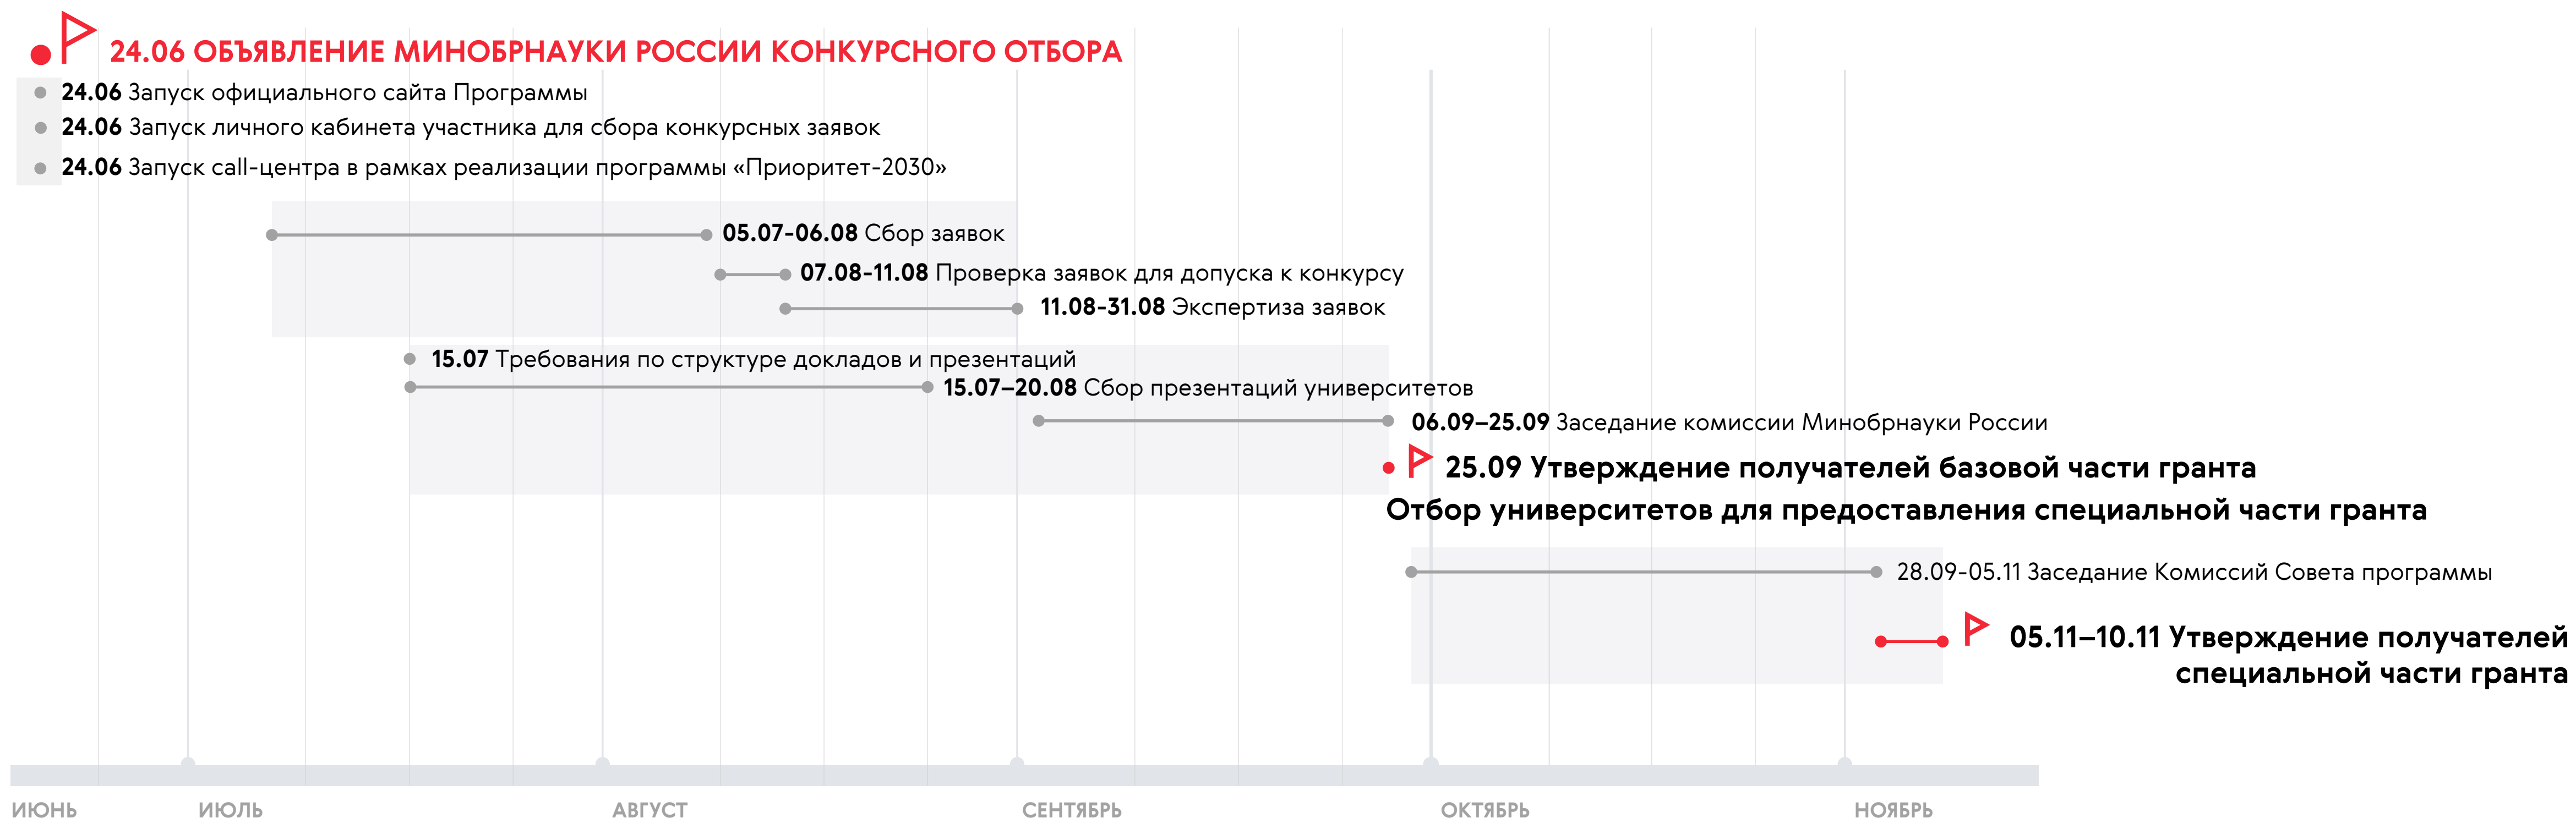 24.06 ОБЪЯВЛЕНИЕ МИНОБРНАУКИ РОССИИ КОНКУРСНОГО ОТБОРА
24.06 Запуск официального сайта Программы
24.06 Запуск личного кабинета участника для сбора конкурсных заявок
24.06 Запуск call-центра в рамках реализации программы «Приоритет-2030»
05.07-06.08 Сбор заявок
07.08-11.08 Проверка заявок для допуска к конкурсу
11.08-31.08 Экспертиза заявок
15.07 Требования по структуре докладов и презентаций
15.07–20.08 Сбор презентаций университетов
06.09–25.09 Заседание комиссии Минобрнауки России
25.09 Утверждение получателей базовой части гранта
Отбор университетов для предоставления специальной части гранта
28.09-05.11 Заседание Комиссий Совета программы
05.11–10.11 Утверждение получателей
специальной части гранта
ИЮНЬ ИЮЛЬ АВГУСТ СЕНТЯБРЬ ОКТЯБРЬ НОЯБРЬ